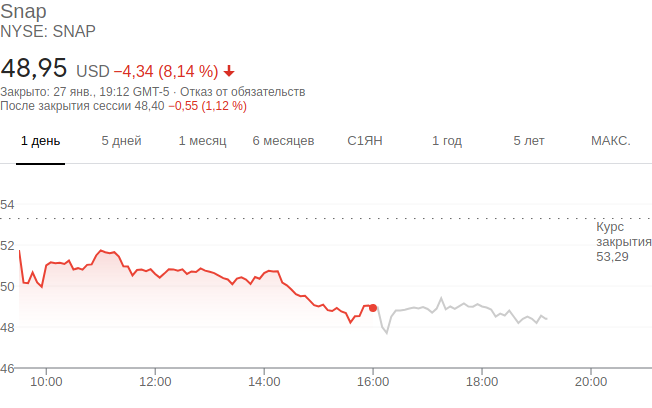 Snap
NYSE: SNAP
48,95 USD −4,34 (8,14 %)
Закрыто: 27 янв., 19:12 GMT-5 · Отказ от обязательств
После закрытия сессии 48,40 −0,55 (1,12 %)
1 день 5 дней 1 месяц 6 месяцев С1ЯН 1 год 5 лет МАКС.
54
Курс
закрытия
53,29
52
50
48
46
10:00 12:00 14:00 16:00 18:00 20:00